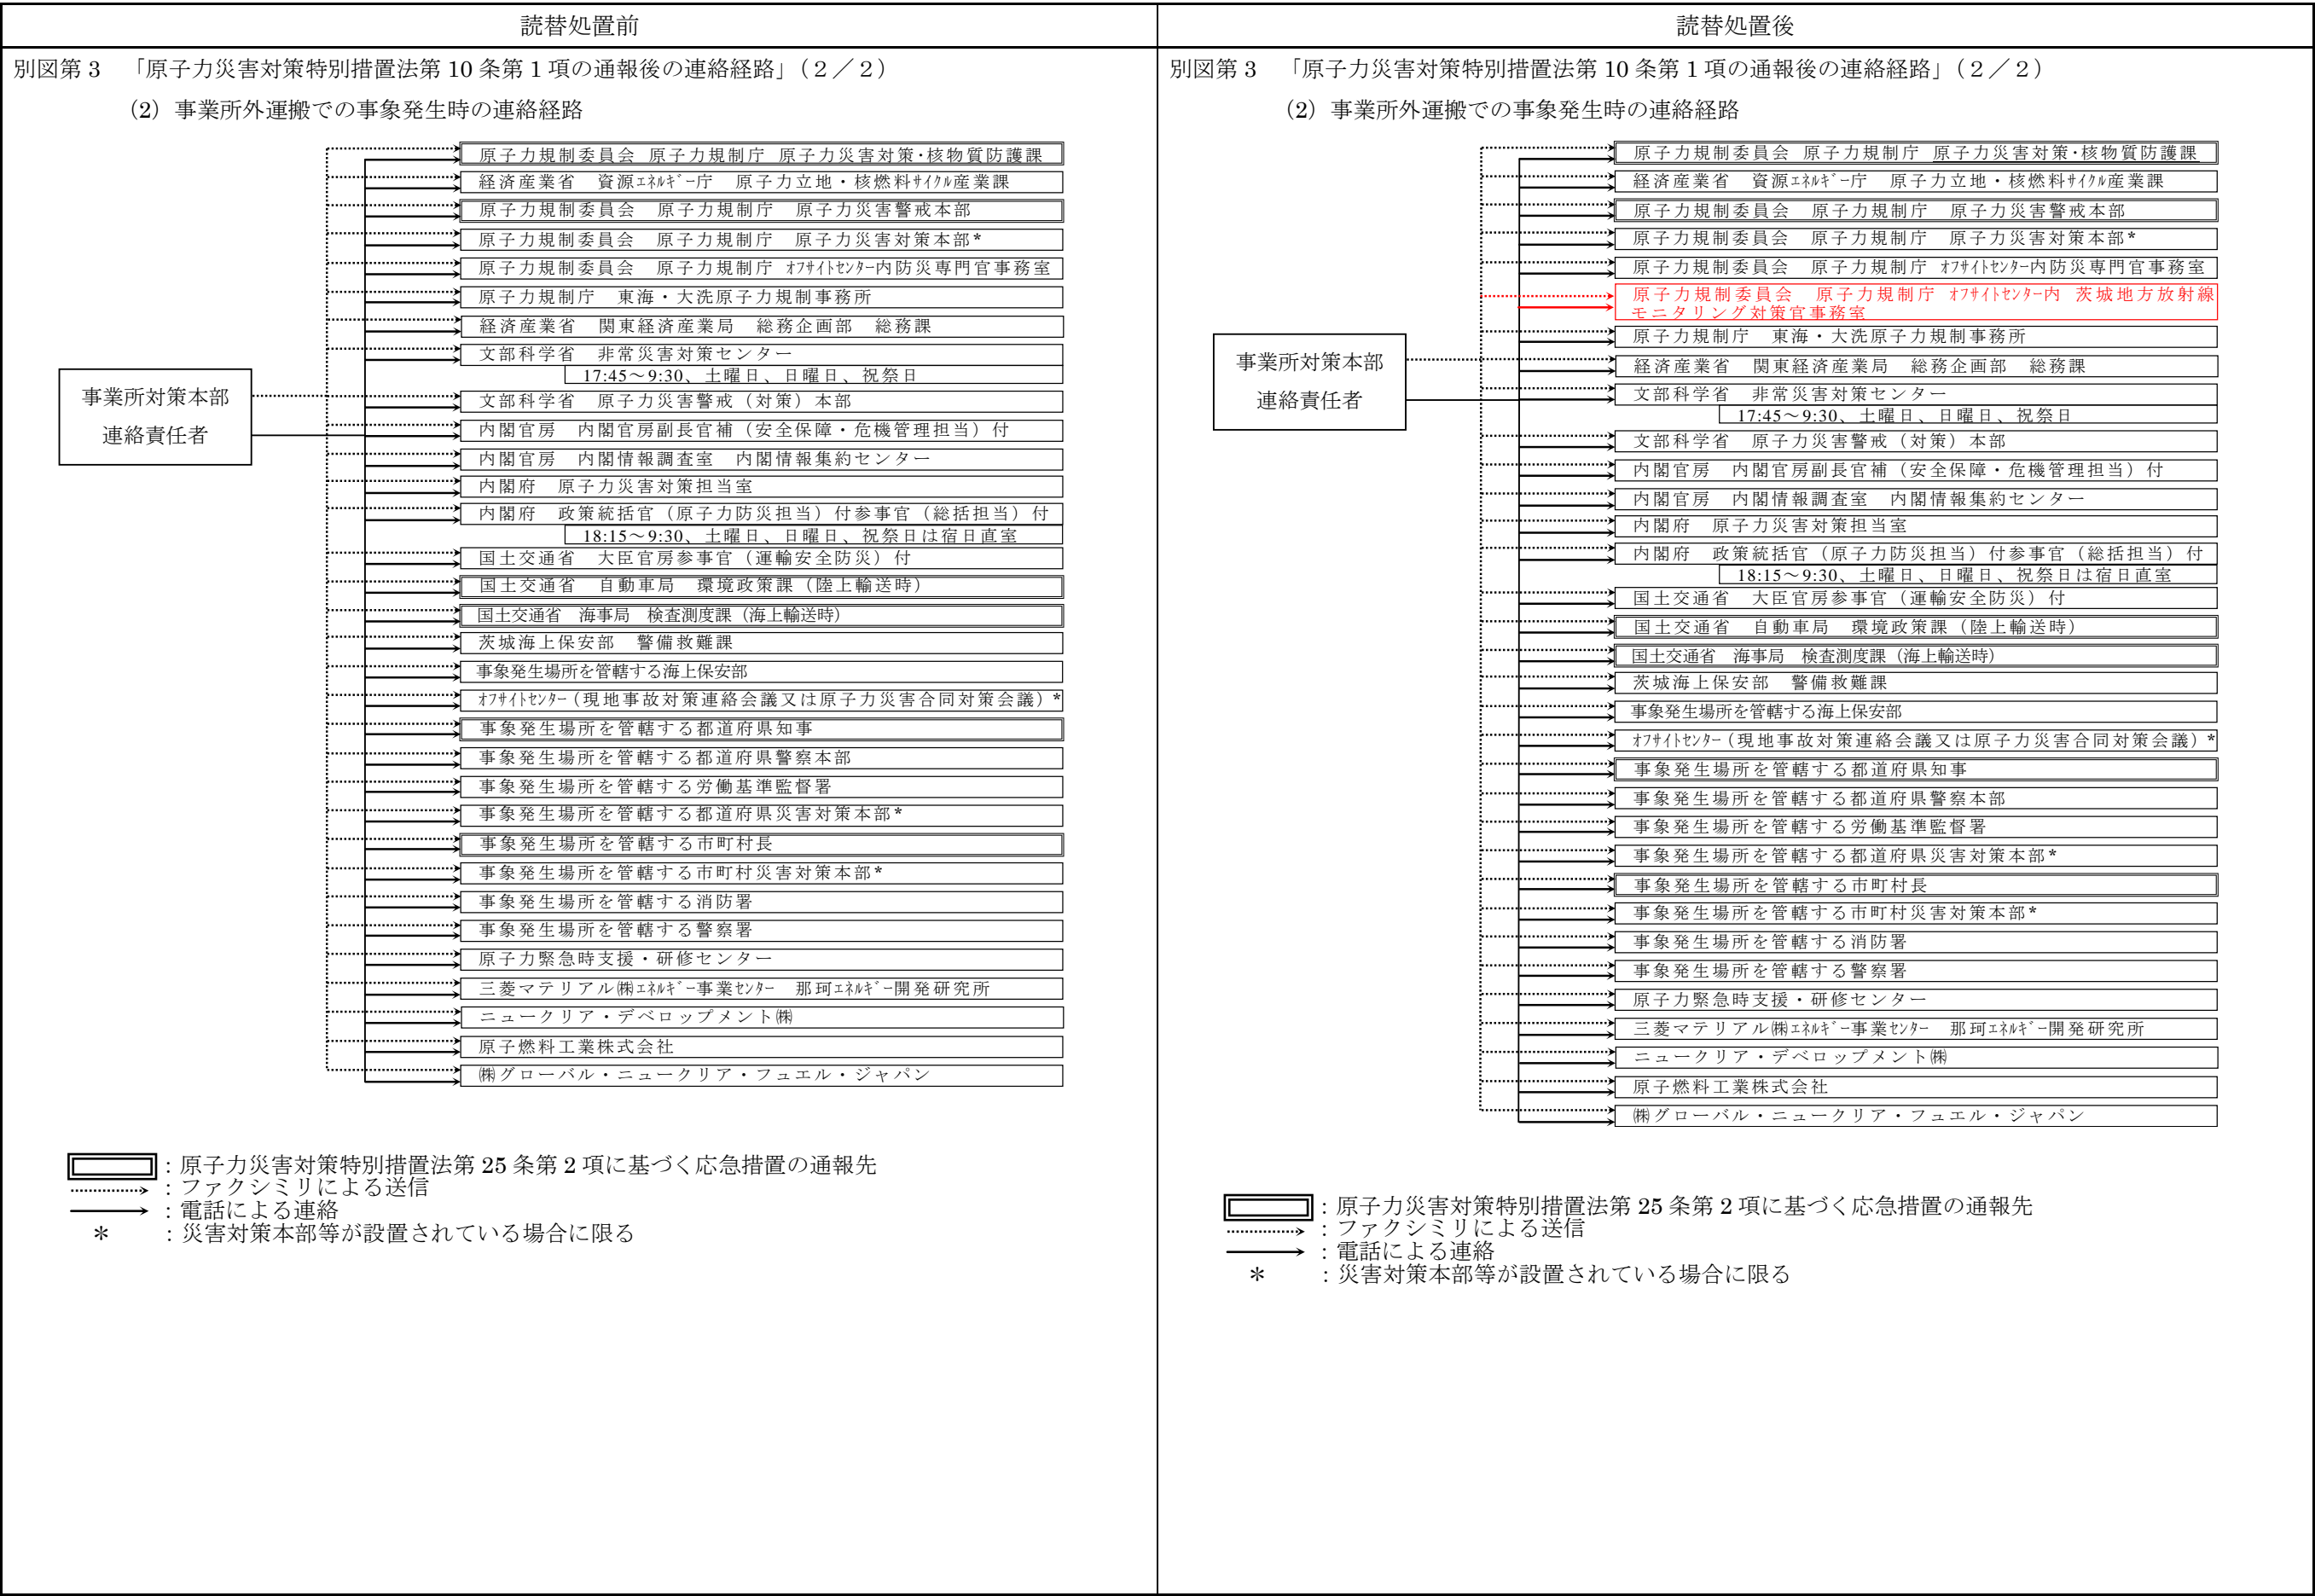 読替処置前
別図第 3　「原子力災害対策特別措置法第 10 条第 1 項の通報後の連絡経路」（２／２）
（2）事業所外運搬での事象発生時の連絡経路
原子力規制委員会 原子力規制庁 原子力災害対策･核物質防護課
経済産業省　資源ｴﾈﾙｷﾞｰ庁　原子力立地・核燃料ｻｲｸﾙ産業課
原子力規制委員会　原子力規制庁　原子力災害警戒本部
原子力規制委員会　原子力規制庁　原子力災害対策本部*
原子力規制委員会　原子力規制庁 ｵﾌｻｲﾄｾﾝﾀｰ内防災専門官事務室
原子力規制庁　東海・大洗原子力規制事務所
経済産業省　関東経済産業局　総務企画部　総務課
文部科学省　非常災害対策センター
17:45～9:30、土曜日、日曜日、祝祭日
事業所対策本部
連絡責任者
文部科学省　原子力災害警戒（対策）本部
内閣官房　内閣官房副長官補（安全保障・危機管理担当）付
内閣官房　内閣情報調査室　内閣情報集約センター
内閣府　原子力災害対策担当室
内閣府　政策統括官（原子力防災担当）付参事官（総括担当）付
18:15～9:30、土曜日、日曜日、祝祭日は宿日直室
国土交通省　大臣官房参事官（運輸安全防災）付
国土交通省　自動車局　環境政策課（陸上輸送時）
国土交通省　海事局　検査測度課（海上輸送時）
茨城海上保安部　警備救難課
事象発生場所を管轄する海上保安部
ｵﾌｻｲﾄｾﾝﾀｰ（現地事故対策連絡会議又は原子力災害合同対策会議）*
事象発生場所を管轄する都道府県知事
事象発生場所を管轄する都道府県警察本部
事象発生場所を管轄する労働基準監督署
事象発生場所を管轄する都道府県災害対策本部*
事象発生場所を管轄する市町村長
事象発生場所を管轄する市町村災害対策本部*
事象発生場所を管轄する消防署
事象発生場所を管轄する警察署
原子力緊急時支援・研修センター
三菱マテリアル㈱ｴﾈﾙｷﾞｰ事業ｾﾝﾀｰ　那珂ｴﾈﾙｷﾞｰ開発研究所
ニュークリア・デベロップメント㈱
原子燃料工業株式会社
㈱グローバル・ニュークリア・フュエル・ジャパン
：原子力災害対策特別措置法第 25 条第 2 項に基づく応急措置の通報先
：ファクシミリによる送信
：電話による連絡
＊　：災害対策本部等が設置されている場合に限る
読替処置後
別図第 3　「原子力災害対策特別措置法第 10 条第 1 項の通報後の連絡経路」（２／２）
（2）事業所外運搬での事象発生時の連絡経路
原子力規制委員会 原子力規制庁 原子力災害対策･核物質防護課
経済産業省　資源ｴﾈﾙｷﾞｰ庁　原子力立地・核燃料ｻｲｸﾙ産業課
原子力規制委員会　原子力規制庁　原子力災害警戒本部
原子力規制委員会　原子力規制庁　原子力災害対策本部*
原子力規制委員会　原子力規制庁 ｵﾌｻｲﾄｾﾝﾀｰ内防災専門官事務室
原子力規制委員会　原子力規制庁 ｵﾌｻｲﾄｾﾝﾀｰ内 茨城地方放射線
モニタリング対策官事務室
原子力規制庁　東海・大洗原子力規制事務所
事業所対策本部
連絡責任者
経済産業省　関東経済産業局　総務企画部　総務課
文部科学省　非常災害対策センター
17:45～9:30、土曜日、日曜日、祝祭日
文部科学省　原子力災害警戒（対策）本部
内閣官房　内閣官房副長官補（安全保障・危機管理担当）付
内閣官房　内閣情報調査室　内閣情報集約センター
内閣府　原子力災害対策担当室
内閣府　政策統括官（原子力防災担当）付参事官（総括担当）付
18:15～9:30、土曜日、日曜日、祝祭日は宿日直室
国土交通省　大臣官房参事官（運輸安全防災）付
国土交通省　自動車局　環境政策課（陸上輸送時）
国土交通省　海事局　検査測度課（海上輸送時）
茨城海上保安部　警備救難課
事象発生場所を管轄する海上保安部
ｵﾌｻｲﾄｾﾝﾀｰ（現地事故対策連絡会議又は原子力災害合同対策会議）*
事象発生場所を管轄する都道府県知事
事象発生場所を管轄する都道府県警察本部
事象発生場所を管轄する労働基準監督署
事象発生場所を管轄する都道府県災害対策本部*
事象発生場所を管轄する市町村長
事象発生場所を管轄する市町村災害対策本部*
事象発生場所を管轄する消防署
事象発生場所を管轄する警察署
原子力緊急時支援・研修センター
三菱マテリアル㈱ｴﾈﾙｷﾞｰ事業ｾﾝﾀｰ　那珂ｴﾈﾙｷﾞｰ開発研究所
ニュークリア・デベロップメント㈱
原子燃料工業株式会社
㈱グローバル・ニュークリア・フュエル・ジャパン
：原子力災害対策特別措置法第 25 条第 2 項に基づく応急措置の通報先
：ファクシミリによる送信
：電話による連絡
＊　：災害対策本部等が設置されている場合に限る